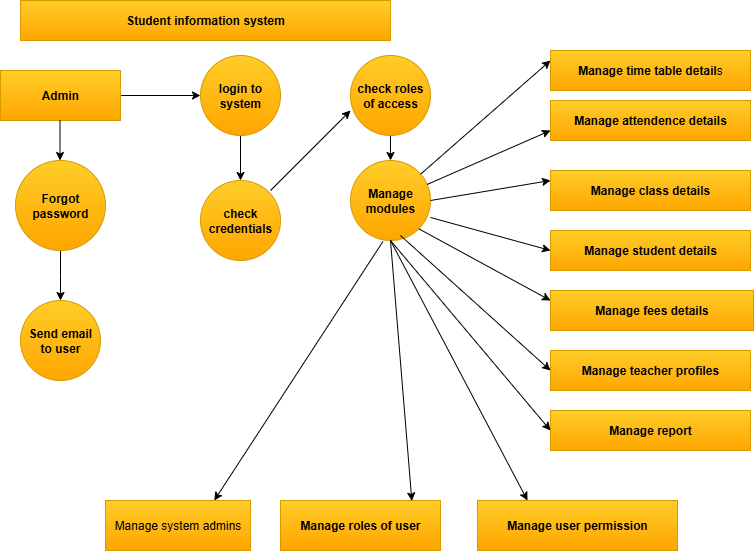 Student information system
Admin
login to
system
check roles
of access
Manage time table details
Manage attendence details
Forgot
password
check
credentials
Manage
modules
Manage class details
Manage student details
Manage fees details
Send email
to user
Manage teacher profiles
Manage report
Manage system admins
Manage roles of user
Manage user permission